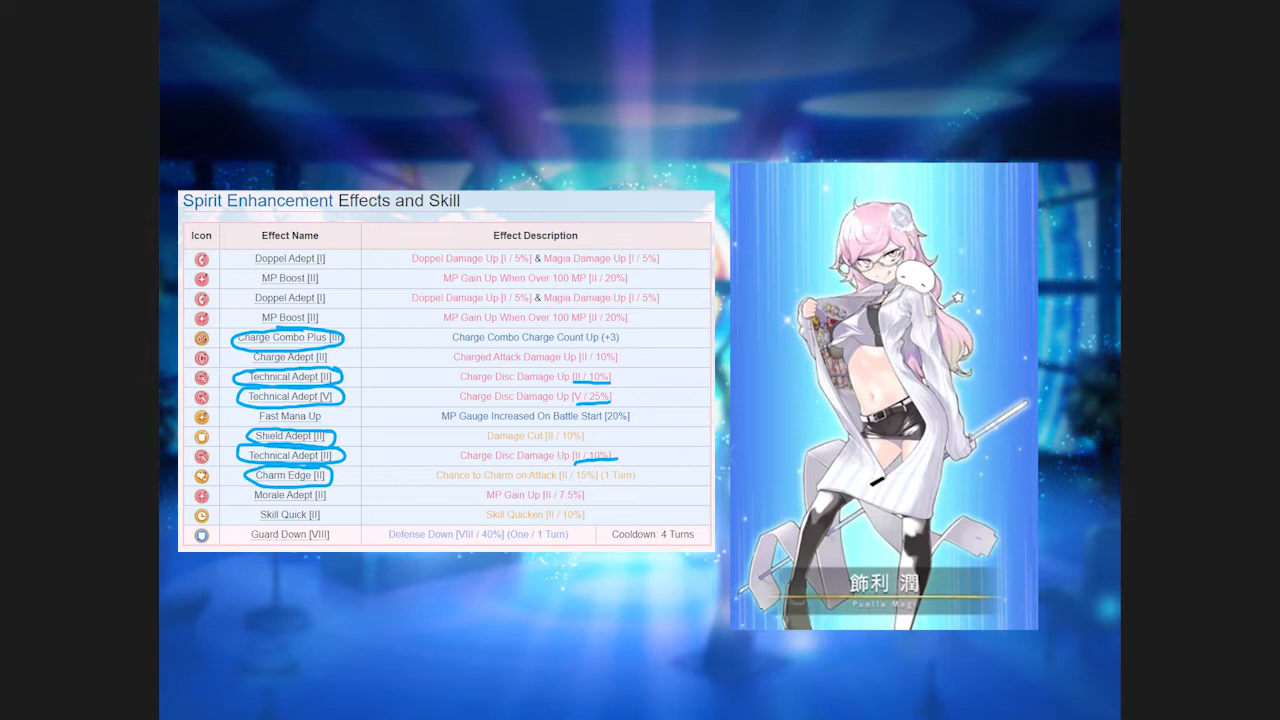 Spirit Enhancement Effects and Skill
Icon Effect Name Effect Description
Doppel Adept [I] Doppel Damage Up [I / 5%] & Magia Damage Up [I / 5%]
MP Boost [II] MP Gain Up When Over 100 MP [II / 20%]
Doppel Adept [I] Doppel Damage Up [I / 5%] & Magia Damage Up [I / 5%]
MP Boost [II] MP Gain Up When Over 100 MP [II / 20%]
Charge Combo Plus [III] Charge Combo Charge Count Up (+3)
Charge Adept [II] Charged Attack Damage Up [II / 10%]
Technical Adept [II] Charge Disc Damage Up [II / 10%]
Technical Adept [V] Charge Disc Damage Up [V / 25%]
Fast Mana Up MP Gauge Increased On Battle Start [20%]
Shield Adept [II] Damage Cut [II / 10%]
Technical Adept [II] Charge Disc Damage Up [II / 10%]
Charm Edge [II] Chance to Charm on Attack [II / 15%] (1 Turn)
Morale Adept [II] MP Gain Up [II / 7.5%]
Skill Quick [II] Skill Quicken [II / 10%]
Guard Down [VIII] Defense Down [VIII / 40%] (One / 1 Turn) Cooldown: 4 Turns
飾利 潤
Puella Magi